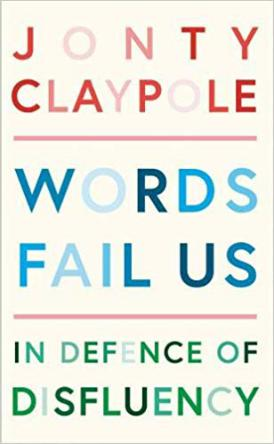 JONTY
CLAYPOLE
WORDS
FAIL US
IN DEFENCE OF
DISFLUENCY